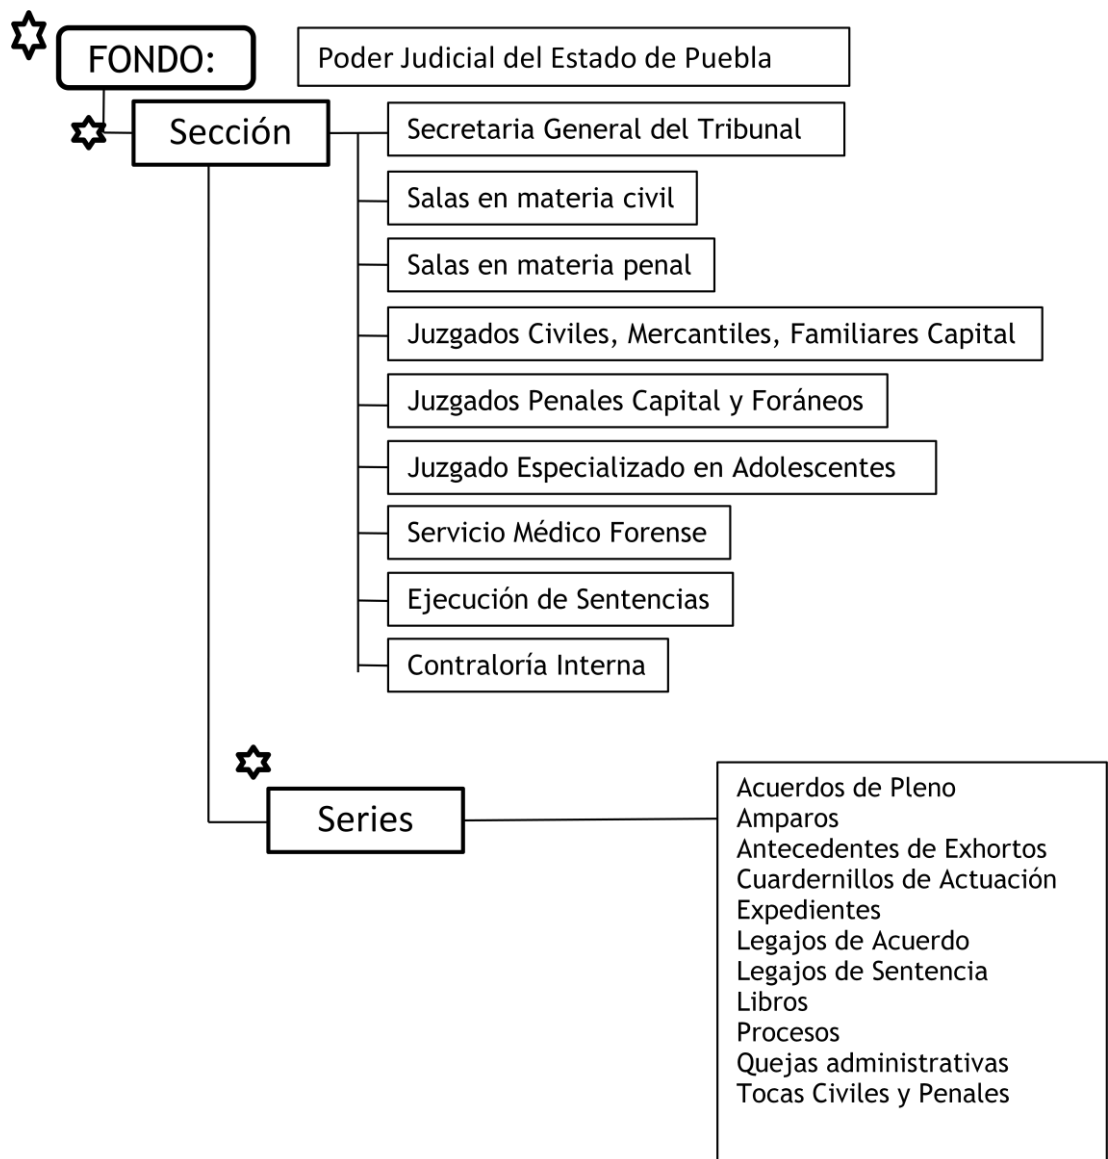 FONDO:
Poder Judicial del Estado de Puebla
Sección
Secretaria General del Tribunal
Salas en materia civil
Salas en materia penal
Juzgados Civiles, Mercantiles, Familiares Capital
Juzgados Penales Capital y Foráneos
Juzgado Especializado en Adolescentes
Servicio Médico Forense
Ejecución de Sentencias
Contraloría Interna
Series
Acuerdos de Pleno
Amparos
Antecedentes de Exhortos
Cuardernillos de Actuación
Expedientes
Legajos de Acuerdo
Legajos de Sentencia
Libros
Procesos
Quejas administrativas
Tocas Civiles y Penales